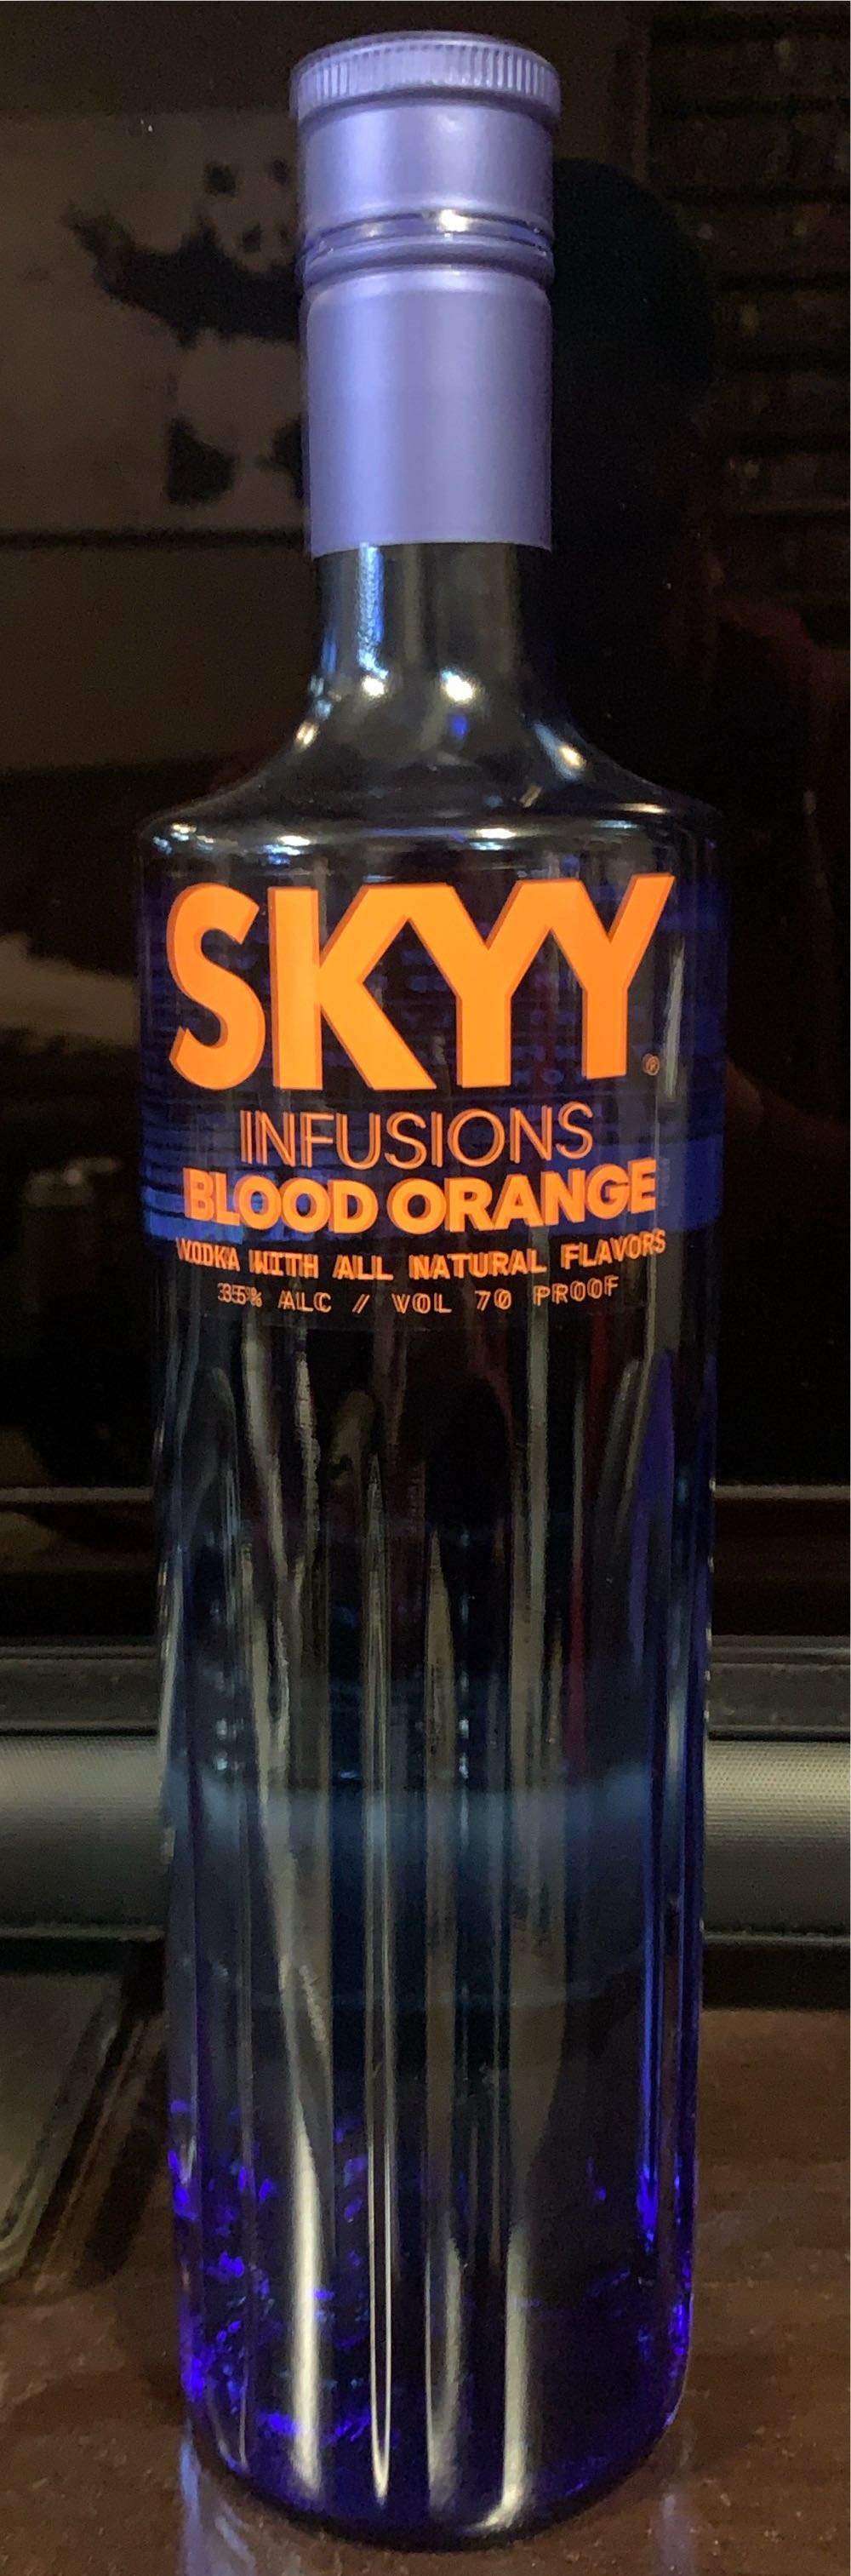 SKYY®
INFUSIONS
BLOOD ORANGE
VODKA WITH ALL NATURAL FLAVORS
35% ALC // VOL 70 PROOF